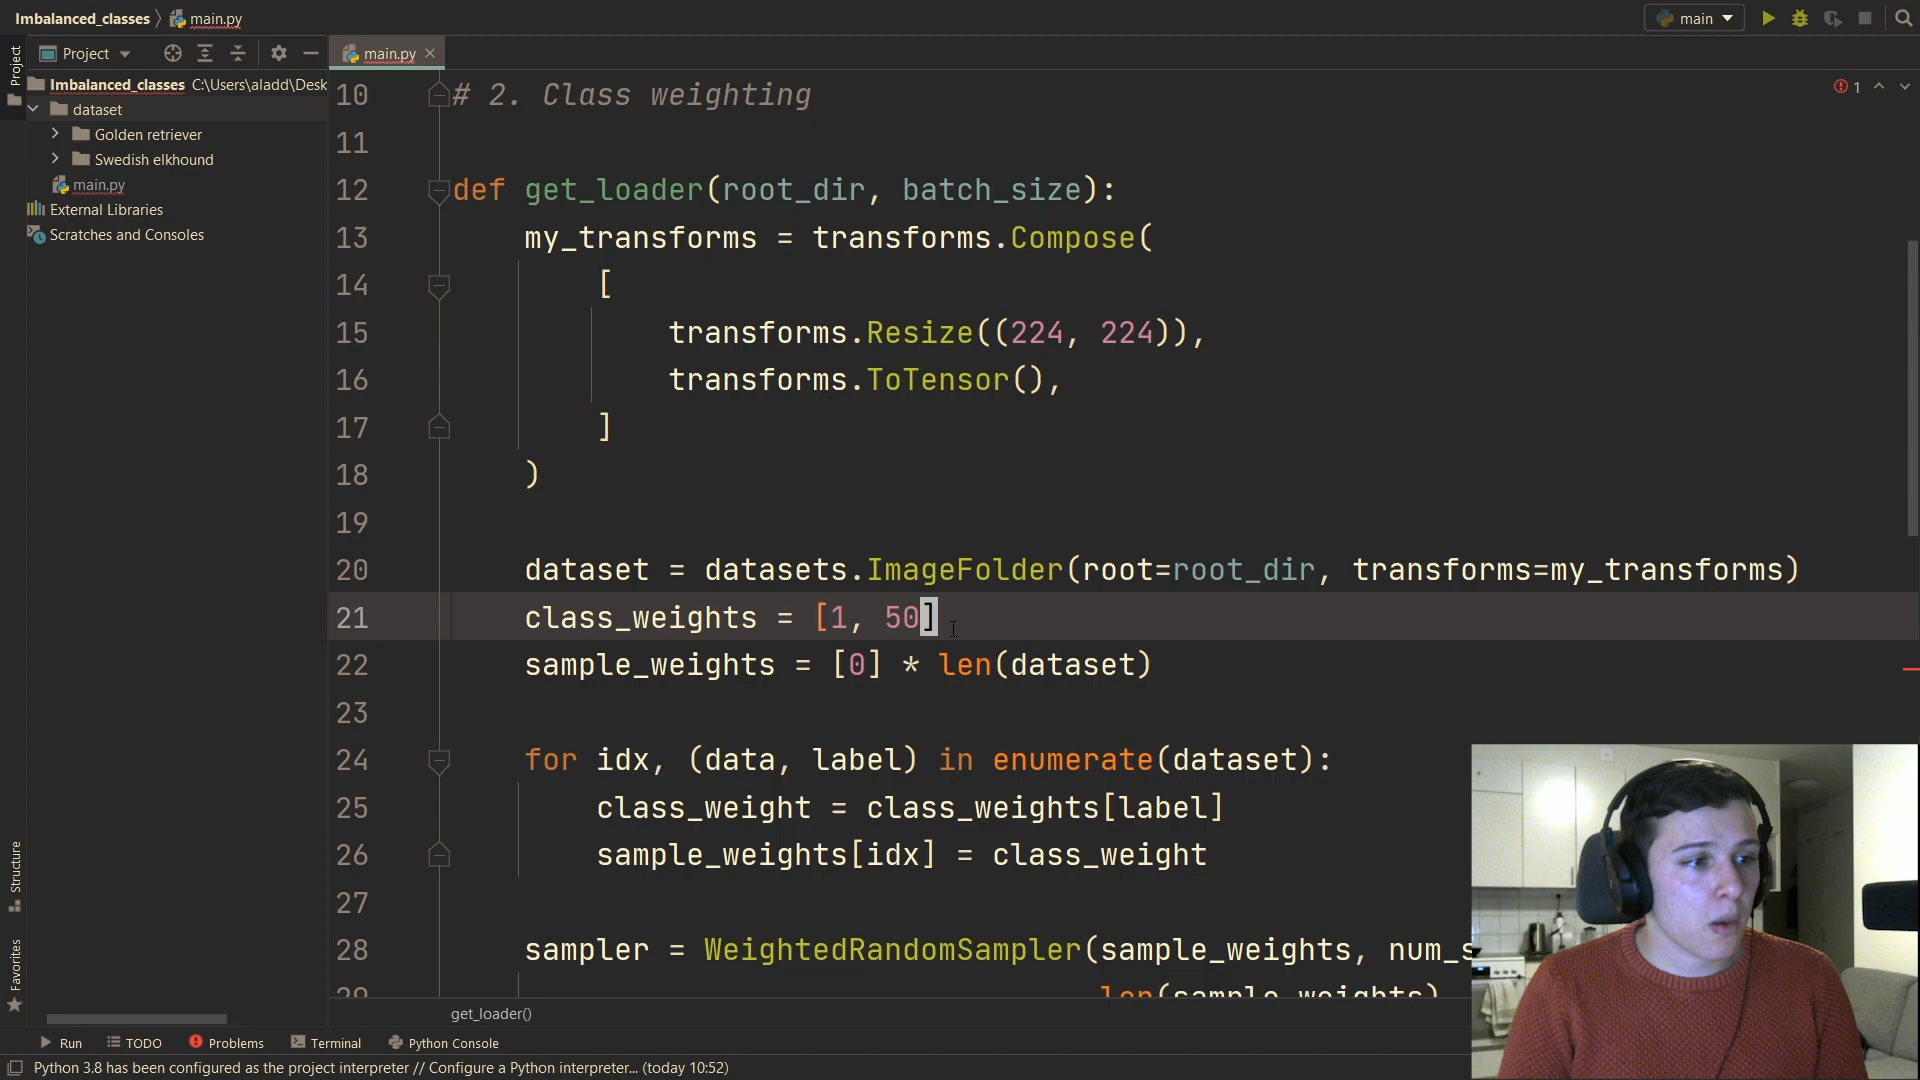 Imbalanced_classes
main.py
main
Project
Project
main.py
Imbalanced_classes C:\Users\aladd\Desk
dataset
Golden retriever
Swedish elkhound
main.py
External Libraries
Scratches and Consoles
1
10 # 2. Class weighting
11
12 def get_loader(root_dir, batch_size):
13 my_transforms = transforms.Compose(
14 [
15 transforms.Resize((224, 224)),
16 transforms.ToTensor(),
17 ]
18 )
19
20 dataset = datasets.ImageFolder(root=root_dir, transforms=my_transforms)
21 class_weights = [1, 50]
22 sample_weights = [0] * len(dataset)
23
24 for idx, (data, label) in enumerate(dataset):
25 class_weight = class_weights[label]
26 sample_weights[idx] = class_weight
27
28 sampler = WeightedRandomSampler(sample_weights, num_s
29 len(sample_weights)
get_loader()
Structure
Favorites
Run
TODO
Problems
Terminal
Python Console
Python 3.8 has been configured as the project interpreter // Configure a Python interpreter... (today 10:52)